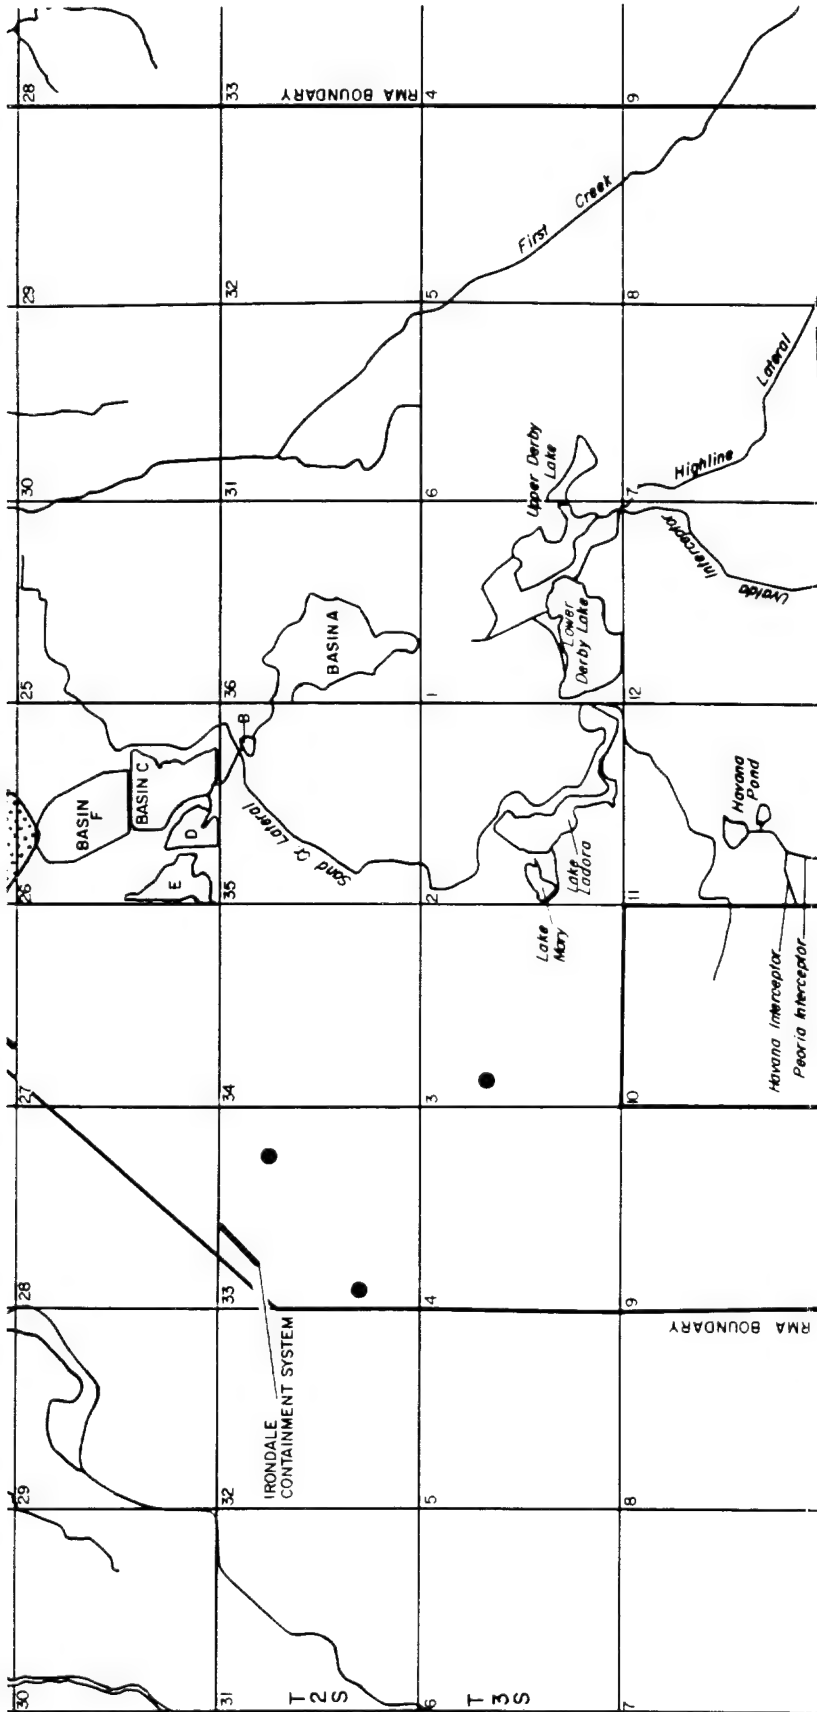 30
29
28
27
26
25
30
29
28
BASIN
F
BASIN C
D
E
31
32
33
34
35
36
31
32
33
B
IRONDALE
CONTAINMENT SYSTEM
T
2
S
Sand Cr. Lateral
BASIN A
RMA BOUNDARY
6
5
4
3
2
1
6
5
4
T
3
S
First Creek
Upper Derby
Lake
Lower
Derby Lake
Lake
Mary
Lake
Ladora
7
8
9
10
11
12
7
8
9
RMA BOUNDARY
Uvalda Interceptor
Highline Lateral
Havana
Pond
Havana Interceptor
Peoria Interceptor